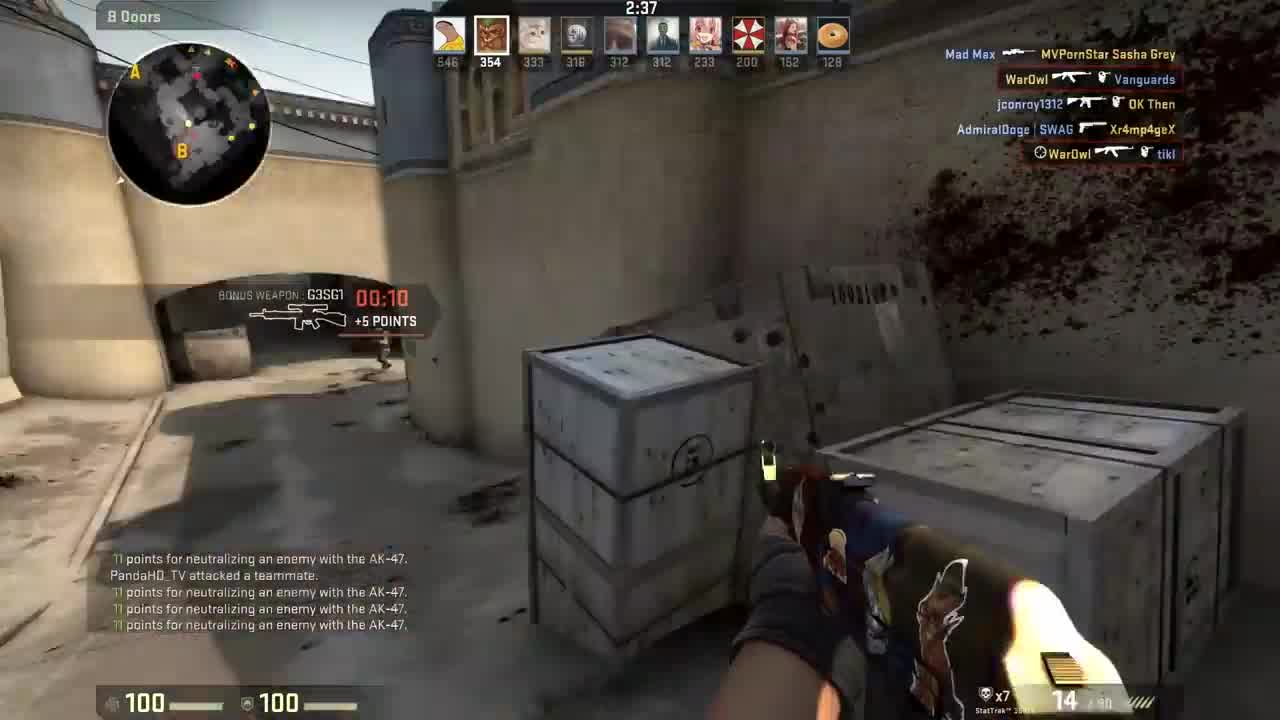 B Doors
2:37
546 354 333 318 312 312 233 200 152 128
A
B
Mad Max MVPornStar Sasha Grey
WarOwl Vanguards
jconroy1312 OK Then
AdmiralDoge | SWAG Xr4mp4geX
WarOwl tikl
BONUS WEAPON: G3SG1 00:10
+5 POINTS
11 points for neutralizing an enemy with the AK-47.
PandaHD_TV attacked a teammate.
11 points for neutralizing an enemy with the AK-47.
11 points for neutralizing an enemy with the AK-47.
11 points for neutralizing an enemy with the AK-47.
100 100
x7
StatTrak™
14 / 90